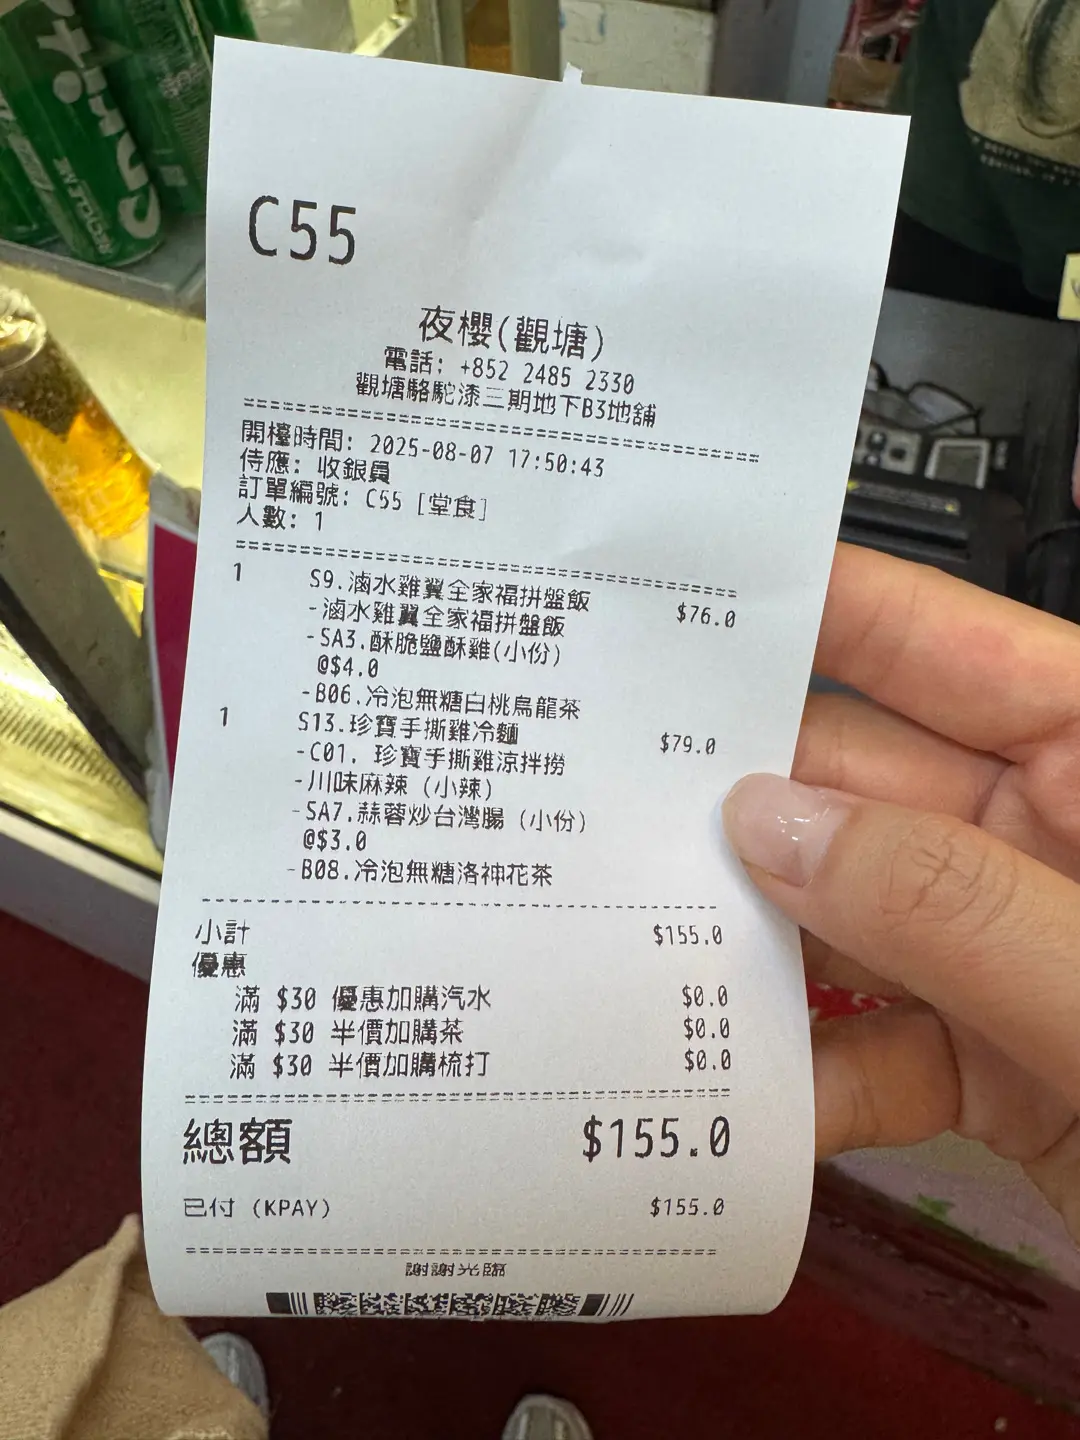 C55
夜櫻(觀塘)
電話: +852 2485 2330
觀塘駱駝漆三期地下B3地舖
開檯時間: 2025-08-07 17:50:43
侍應: 收銀員
訂單編號: C55 [堂食]
人數: 1
1 S9.滷水雞翼全家福拼盤飯 $76.0
-滷水雞翼全家福拼盤飯
-SA3.酥脆鹽酥雞(小份)
@$4.0
-B06.冷泡無糖白桃烏龍茶
1 S13.珍寶手撕雞冷麵 $79.0
-C01. 珍寶手撕雞涼拌撈
-川味麻辣 (小辣)
-SA7.蒜蓉炒台灣腸 (小份)
@$3.0
-B08.冷泡無糖洛神花茶
小計 $155.0
優惠
滿 $30 優惠加購汽水 $0.0
滿 $30 半價加購茶 $0.0
滿 $30 半價加購梳打 $0.0
總額 $155.0
已付 (KPAY) $155.0
謝謝光臨